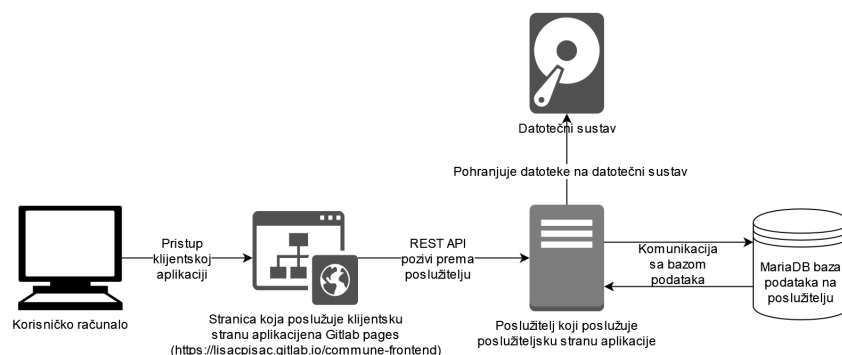 Datotečni sustav
Pohranjuje datoteke na datotečni sustav
Pristup
klijentskoj
aplikaciji
REST API
pozivi prema
poslužitelju
Komunikacija
sa bazom
podataka
MariaDB baza
podataka na
poslužitelju
Korisničko računalo
Stranica koja poslužuje klijentsku
stranu aplikacijena Gitlab pages
(https://lisacpisac.gitlab.io/commune-frontend)
Poslužitelj koji poslužuje
poslužiteljsku stranu aplikacije